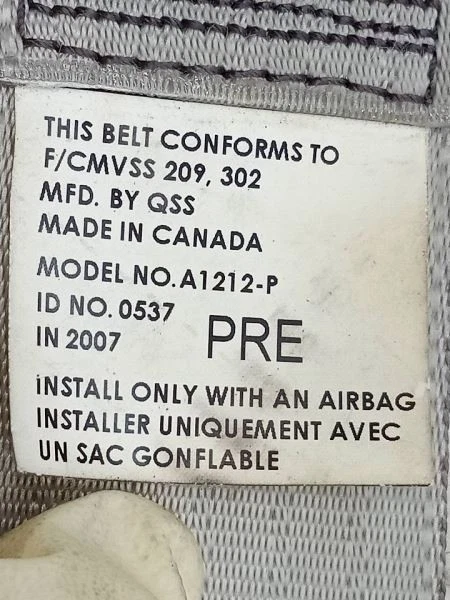 THIS BELT CONFORMS TO
F/CMVSS 209, 302
MFD. BY QSS
MADE IN CANADA
MODEL NO. A1212-P
ID NO. 0537
IN 2007 PRE
INSTALL ONLY WITH AN AIRBAG
INSTALLER UNIQUEMENT AVEC
UN SAC GONFLABLE